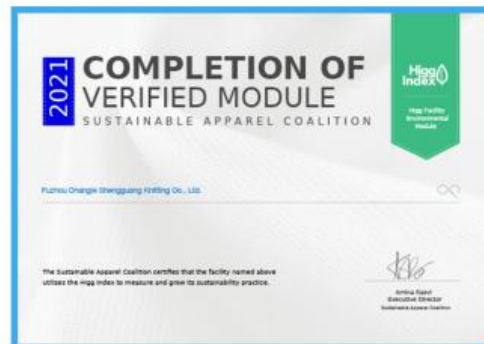 2021
COMPLETION OF
VERIFIED MODULE
SUSTAINABLE APPAREL COALITION
Higg
Index
Higg Facility
Environmental
Module
Fuzhou Changle Shengguang Knitting Co., Ltd.
The Sustainable Apparel Coalition certifies that the facility named above
utilizes the Higg Index to measure and grow its sustainability practice.
Amina Razvi
Executive Director
Sustainable Apparel Coalition